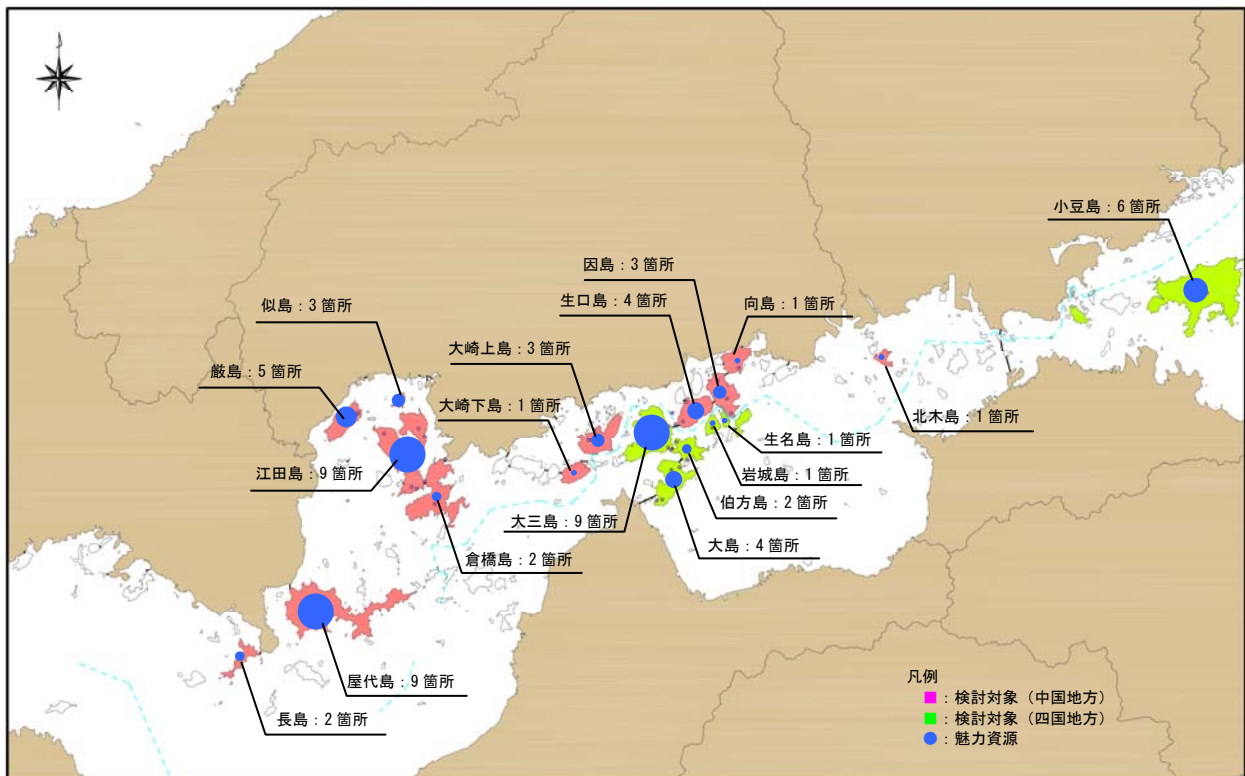 小豆島：6 箇所
因島：3 箇所
生口島：4 箇所
向島：1 箇所
似島：3 箇所
大崎上島：3 箇所
厳島：5 箇所
大崎下島：1 箇所
北木島：1 箇所
生名島：1 箇所
江田島：9 箇所
岩城島：1 箇所
伯方島：2 箇所
大三島：9 箇所
大島：4 箇所
倉橋島：2 箇所
屋代島：9 箇所
長島：2 箇所
凡例
：検討対象（中国地方）
：検討対象（四国地方）
：魅力資源